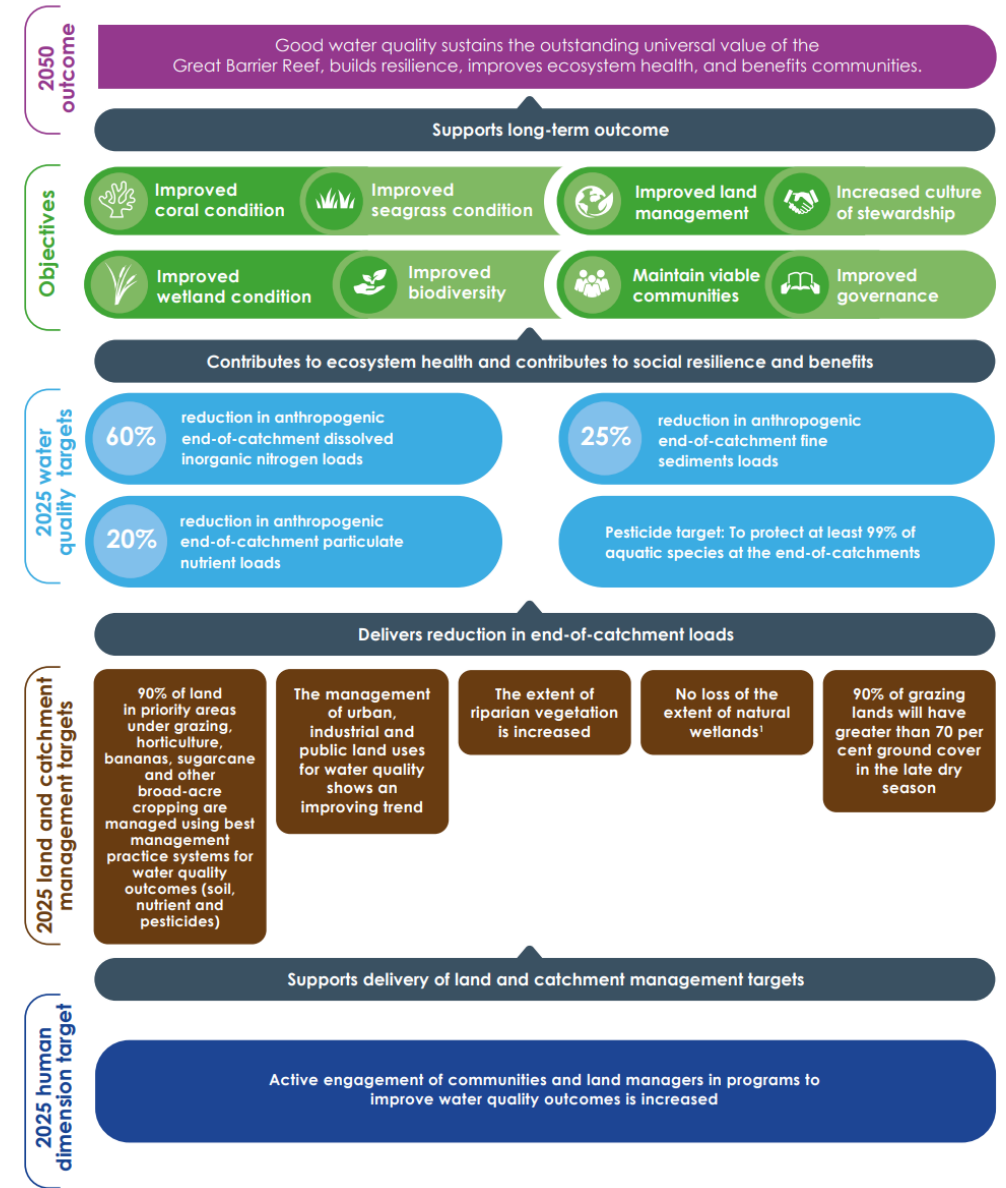 2050
outcome
Good water quality sustains the outstanding universal value of the
Great Barrier Reef, builds resilience, improves ecosystem health, and benefits communities.
Supports long-term outcome
Objectives
Improved
coral condition
Improved
seagrass condition
Improved land
management
Increased culture
of stewardship
Improved
wetland condition
Improved
biodiversity
Maintain viable
communities
Improved
governance
Contributes to ecosystem health and contributes to social resilience and benefits
2025 water
quality targets
60%
reduction in anthropogenic
end-of-catchment dissolved
inorganic nitrogen loads
25%
reduction in anthropogenic
end-of-catchment fine
sediments loads
20%
reduction in anthropogenic
end-of-catchment particulate
nutrient loads
Pesticide target: To protect at least 99% of
aquatic species at the end-of-catchments
Delivers reduction in end-of-catchment loads
2025 land and catchment
management targets
90% of land
in priority areas
under grazing,
horticulture,
bananas, sugarcane
and other
broad-acre
cropping are
managed using best
management
practice systems for
water quality
outcomes (soil,
nutrient and
pesticides)
The management
of urban,
industrial and
public land uses
for water quality
shows an
improving trend
The extent of
riparian vegetation
is increased
No loss of the
extent of natural
wetlands¹
90% of grazing
lands will have
greater than 70 per
cent ground cover
in the late dry
season
Supports delivery of land and catchment management targets
2025 human
dimension target
Active engagement of communities and land managers in programs to
improve water quality outcomes is increased